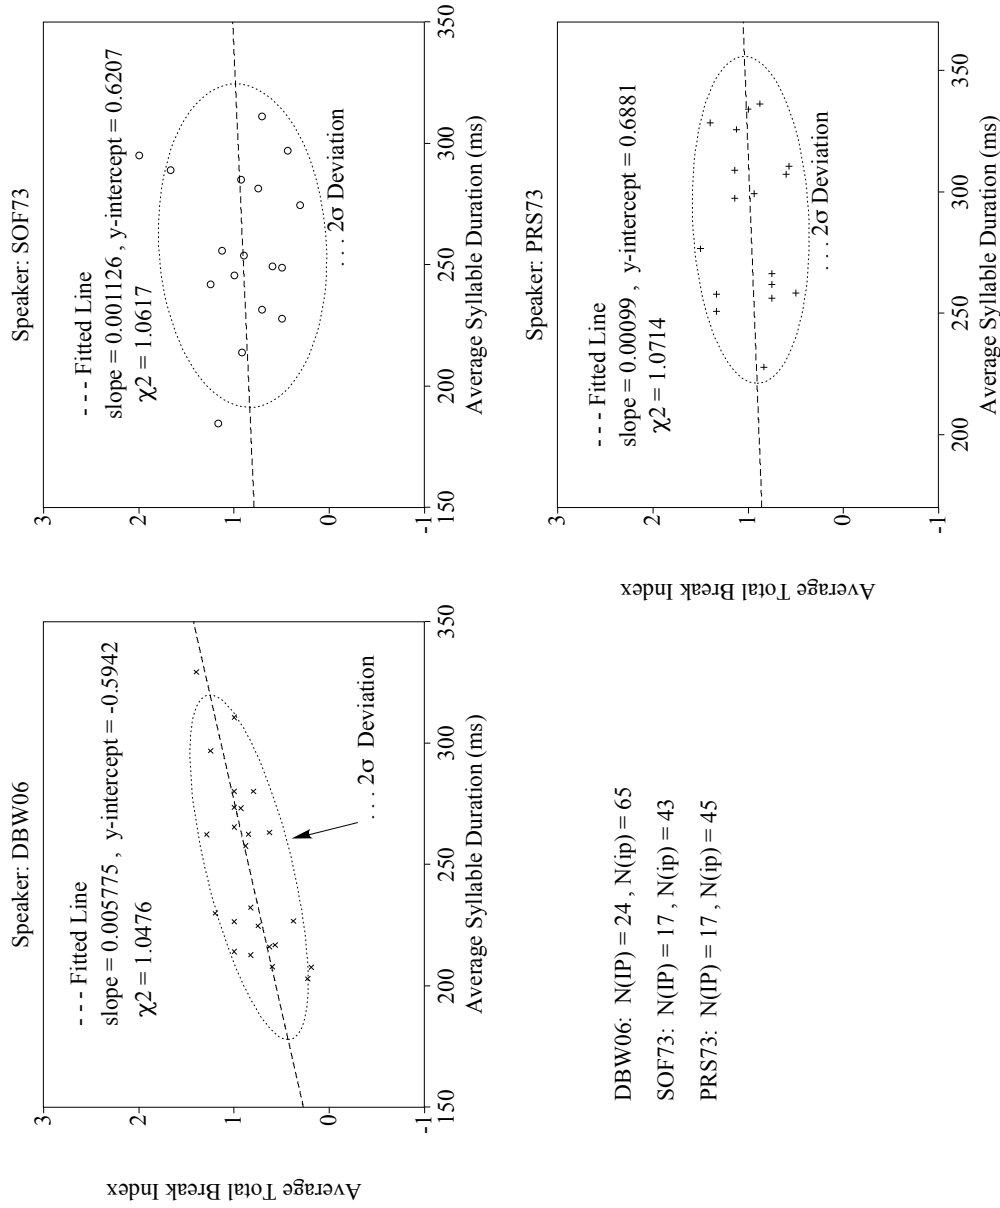 Speaker: DBW06
- - - Fitted Line
slope = 0.005775 , y-intercept = -0.5942
χ2 = 1.0476
. . . 2σ Deviation
3
2
1
0
-1
150
200
250
300
350
Average Syllable Duration (ms)
Average Total Break Index
Speaker: SOF73
- - - Fitted Line
slope = 0.001126 , y-intercept = 0.6207
χ2 = 1.0617
. . . 2σ Deviation
3
2
1
0
-1
150
200
250
300
350
Average Syllable Duration (ms)
DBW06: N(IP) = 24 , N(ip) = 65
SOF73: N(IP) = 17 , N(ip) = 43
PRS73: N(IP) = 17 , N(ip) = 45
Speaker: PRS73
- - - Fitted Line
slope = 0.00099 , y-intercept = 0.6881
χ2 = 1.0714
. . . 2σ Deviation
3
2
1
0
-1
200
250
300
350
Average Syllable Duration (ms)
Average Total Break Index